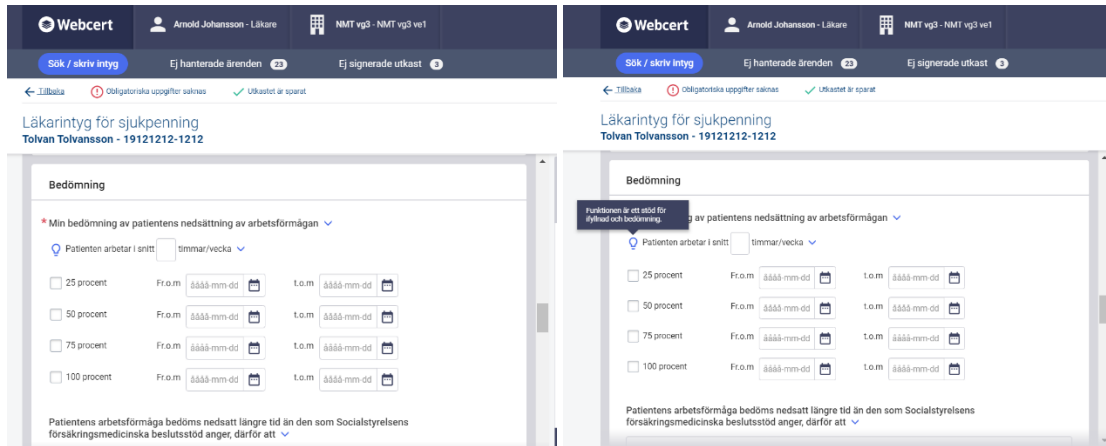 Webcert
Arnold Johansson - Läkare
NMT vg3 - NMT vg3 ve1
Sök / skriv intyg
Ej hanterade ärenden 23
Ej signerade utkast 3
Tillbaka
Obligatoriska uppgifter saknas
Utkastet är sparat
Läkarintyg för sjukpenning
Tolvan Tolvansson - 19121212-1212
Bedömning
* Min bedömning av patientens nedsättning av arbetsförmågan
Patienten arbetar i snitt timmar/vecka
25 procent Fr.o.m åååå-mm-dd t.o.m åååå-mm-dd
50 procent Fr.o.m åååå-mm-dd t.o.m åååå-mm-dd
75 procent Fr.o.m åååå-mm-dd t.o.m åååå-mm-dd
100 procent Fr.o.m åååå-mm-dd t.o.m åååå-mm-dd
Patientens arbetsförmåga bedöms nedsatt längre tid än den som Socialstyrelsens
försäkringsmedicinska beslutsstöd anger, därför att
Webcert
Arnold Johansson - Läkare
NMT vg3 - NMT vg3 ve1
Sök / skriv intyg
Ej hanterade ärenden 23
Ej signerade utkast 3
Tillbaka
Obligatoriska uppgifter saknas
Utkastet är sparat
Läkarintyg för sjukpenning
Tolvan Tolvansson - 19121212-1212
Bedömning
Funktionen är ett stöd för
ifyllnad och bedömning.
g av patientens nedsättning av arbetsförmågan
Patienten arbetar i snitt timmar/vecka
25 procent Fr.o.m åååå-mm-dd t.o.m åååå-mm-dd
50 procent Fr.o.m åååå-mm-dd t.o.m åååå-mm-dd
75 procent Fr.o.m åååå-mm-dd t.o.m åååå-mm-dd
100 procent Fr.o.m åååå-mm-dd t.o.m åååå-mm-dd
Patientens arbetsförmåga bedöms nedsatt längre tid än den som Socialstyrelsens
försäkringsmedicinska beslutsstöd anger, därför att